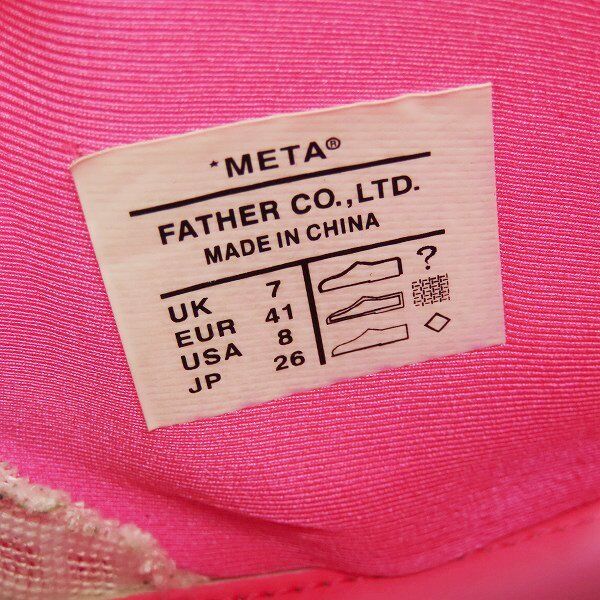 *META®
FATHER CO.,LTD.
MADE IN CHINA
UK 7
EUR 41
USA 8
JP 26
?